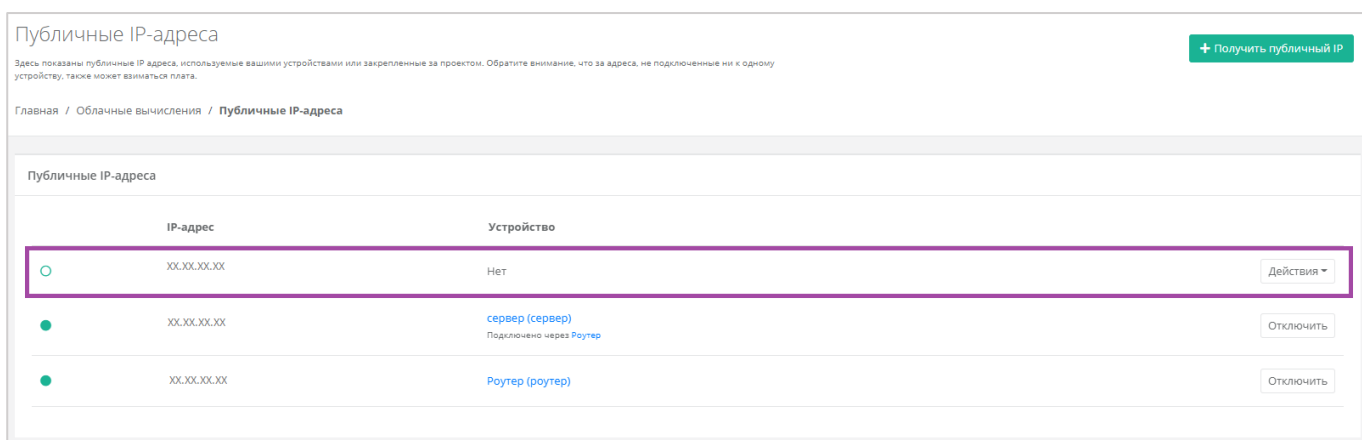 Публичные IP-адреса
+ Получить публичный IP
Здесь показаны публичные IP адреса, используемые вашими устройствами или закрепленные за проектом. Обратите внимание, что за адреса, не подключенные ни к одному
устройству, также может взиматься плата.
Главная / Облачные вычисления / Публичные IP-адреса
Публичные IP-адреса
IP-адрес Устройство
XX.XX.XX.XX Нет Действия
XX.XX.XX.XX сервер (сервер) Отключить
Подключено через Роутер
XX.XX.XX.XX Роутер (роутер) Отключить